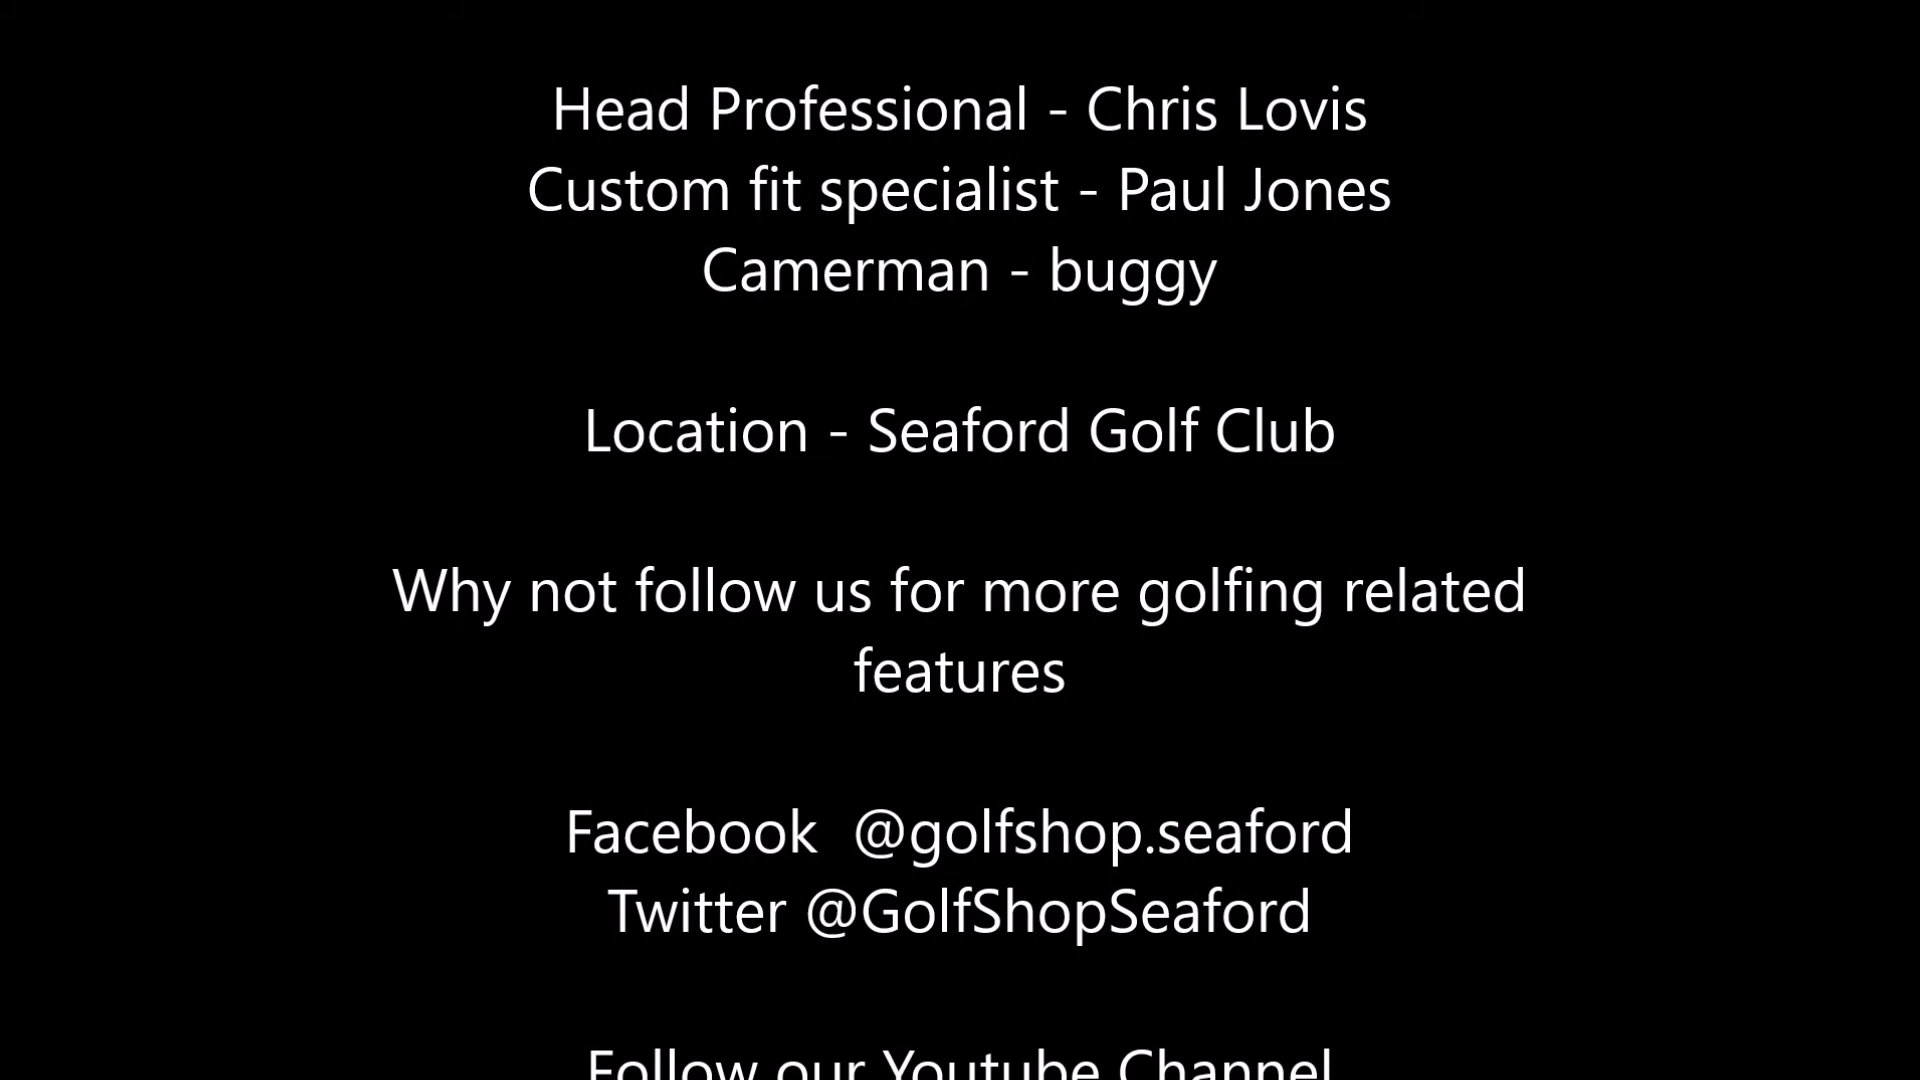 Head Professional - Chris Lovis
Custom fit specialist - Paul Jones
Camerman - buggy
Location - Seaford Golf Club
Why not follow us for more golfing related
features
Facebook  @golfshop.seaford
Twitter @GolfShopSeaford
Follow our Youtube Channel